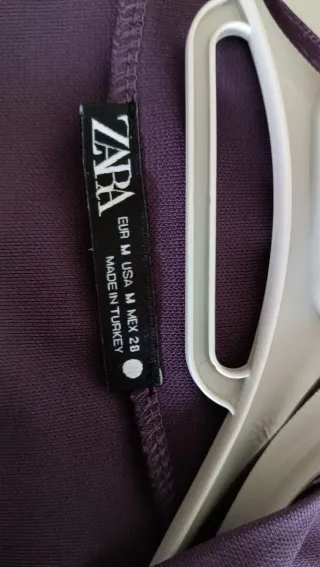 ZARA
EUR M USA M MEX 28
MADE IN TURKEY